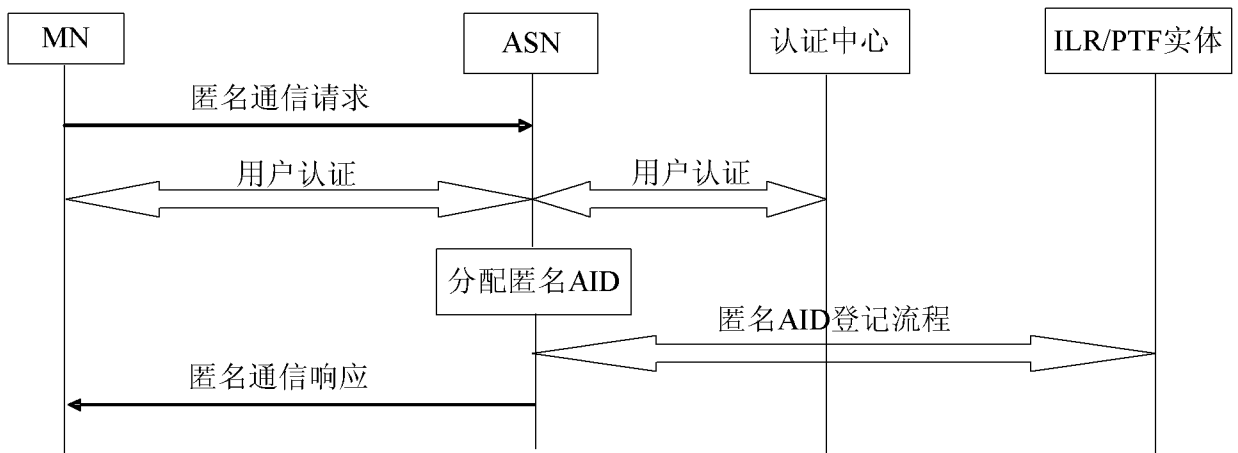 MN
ASN
认证中心
ILR/PTF实体
匿名通信请求
用户认证
用户认证
分配匿名AID
匿名AID登记流程
匿名通信响应